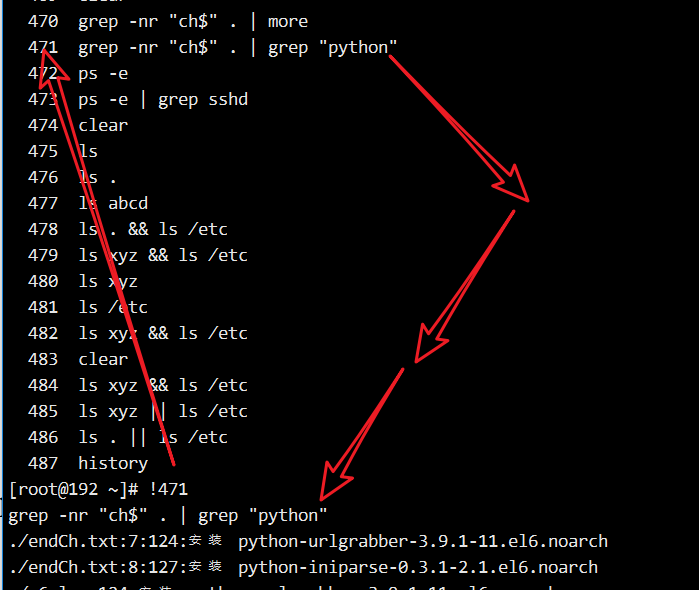 470 grep -nr "ch$" . | more
471 grep -nr "ch$" . | grep "python"
472 ps -e
473 ps -e | grep sshd
474 clear
475 ls
476 ls .
477 ls abcd
478 ls . && ls /etc
479 ls xyz && ls /etc
480 ls xyz
481 ls /etc
482 ls xyz && ls /etc
483 clear
484 ls xyz && ls /etc
485 ls xyz || ls /etc
486 ls . || ls /etc
487 history
[root@192 ~]# !471
grep -nr "ch$" . | grep "python"
./endCh.txt:7:124:安装 python-urlgrabber-3.9.1-11.el6.noarch
./endCh.txt:8:127:安装 python-iniparse-0.3.1-2.1.el6.noarch